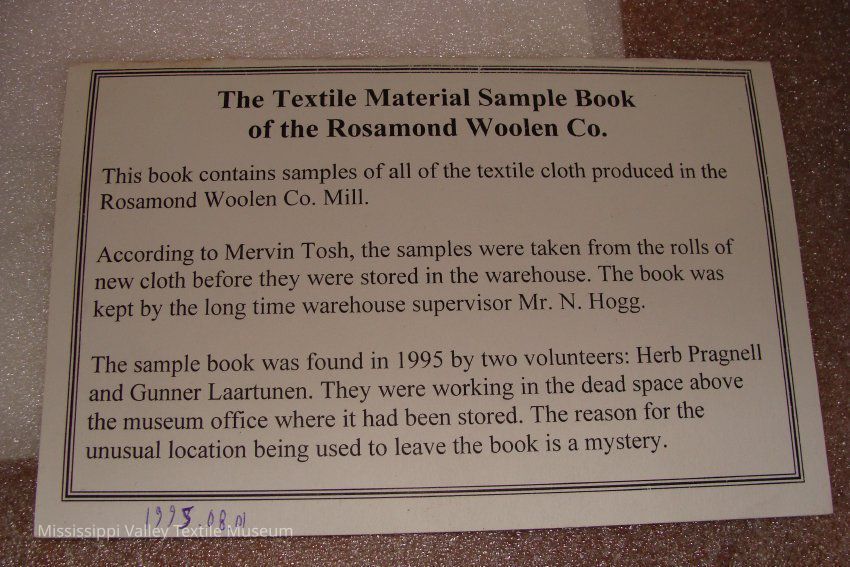 The Textile Material Sample Book
of the Rosamond Woolen Co.
This book contains samples of all of the textile cloth produced in the
Rosamond Woolen Co. Mill.
According to Mervin Tosh, the samples were taken from the rolls of
new cloth before they were stored in the warehouse. The book was
kept by the long time warehouse supervisor Mr. N. Hogg.
The sample book was found in 1995 by two volunteers: Herb Pragnell
and Gunner Laartunen. They were working in the dead space above
the museum office where it had been stored. The reason for the
unusual location being used to leave the book is a mystery.
1995.08.01
Mississippi Valley Textile Museum